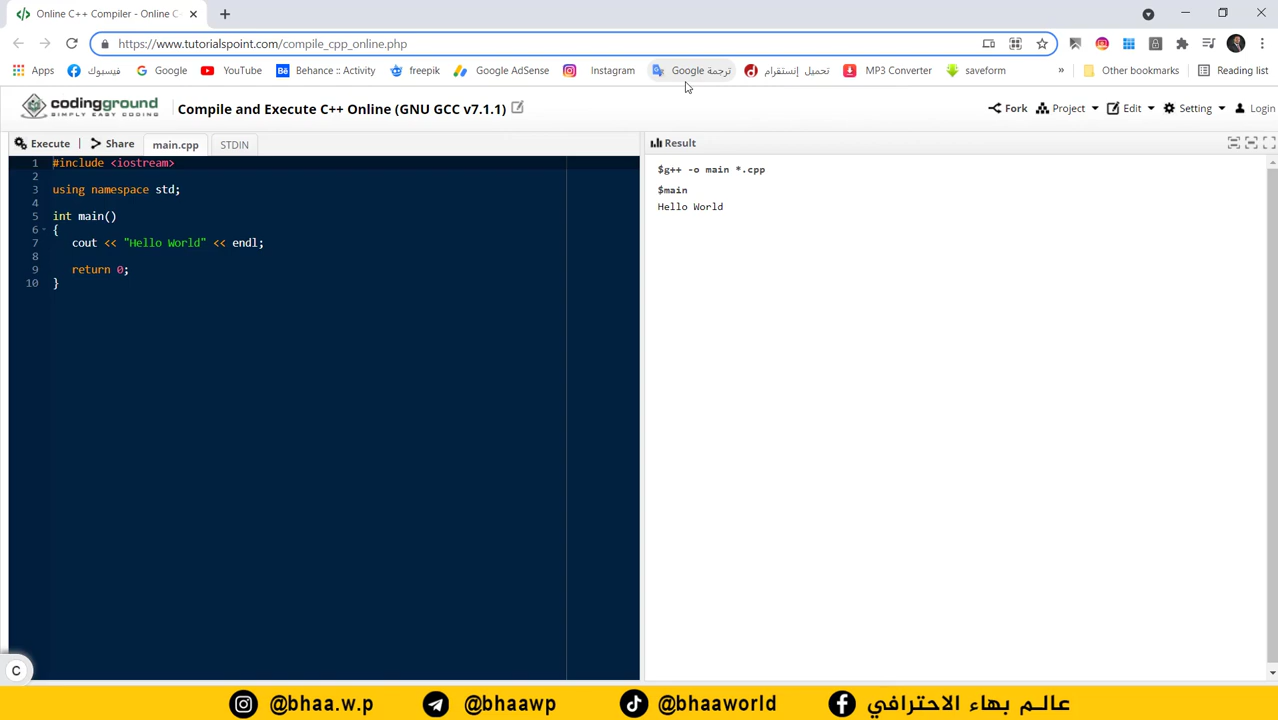 Online C++ Compiler - Online C
https://www.tutorialspoint.com/compile_cpp_online.php
Apps فيسبوك Google YouTube Behance :: Activity freepik Google AdSense Instagram ترجمة Google تحميل إنستقرام MP3 Converter saveform » Other bookmarks Reading list
codingground
SIMPLY EASY CODING
Compile and Execute C++ Online (GNU GCC v7.1.1)
Fork Project Edit Setting Login
Execute Share main.cpp STDIN
Result
1 #include <iostream>
2
3 using namespace std;
4
5 int main()
6 {
7 cout << "Hello World" << endl;
8
9 return 0;
10 }
$g++ -o main *.cpp
$main
Hello World
C
@bhaa.w.p @bhaawp @bhaaworld عالم بهاء الاحترافي